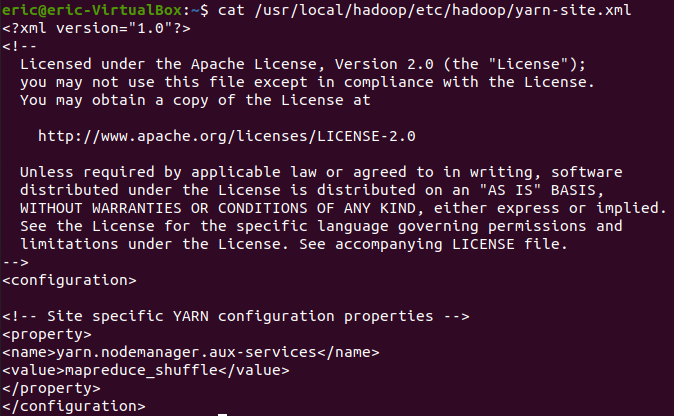 eric@eric-VirtualBox:~$ cat /usr/local/hadoop/etc/hadoop/yarn-site.xml
<?xml version="1.0"?>
<!--
  Licensed under the Apache License, Version 2.0 (the "License");
  you may not use this file except in compliance with the License.
  You may obtain a copy of the License at

    http://www.apache.org/licenses/LICENSE-2.0

  Unless required by applicable law or agreed to in writing, software
  distributed under the License is distributed on an "AS IS" BASIS,
  WITHOUT WARRANTIES OR CONDITIONS OF ANY KIND, either express or implied.
  See the License for the specific language governing permissions and
  limitations under the License. See accompanying LICENSE file.
-->
<configuration>

<!-- Site specific YARN configuration properties -->
<property>
<name>yarn.nodemanager.aux-services</name>
<value>mapreduce_shuffle</value>
</property>
</configuration>